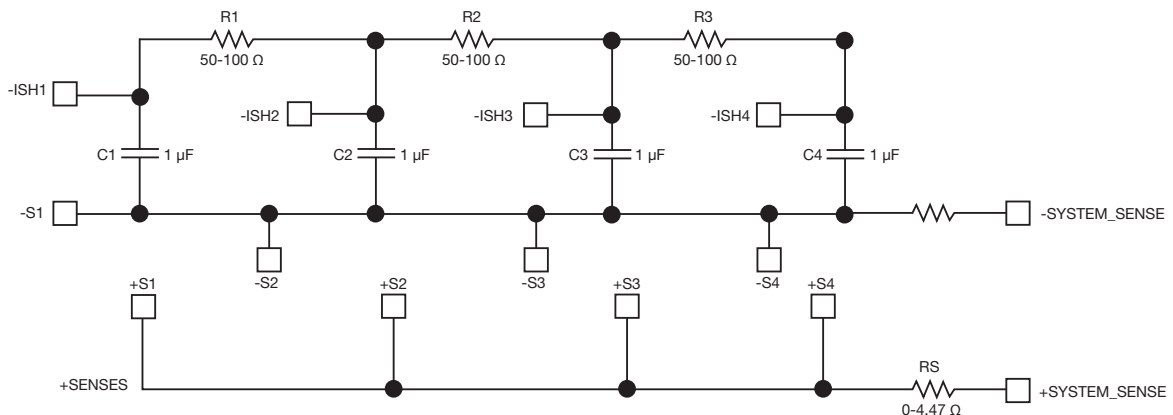 R1 R2 R3
50-100 Ω 50-100 Ω 50-100 Ω
-ISH1 -ISH2 -ISH3 -ISH4
C1 1 µF C2 1 µF C3 1 µF C4 1 µF
-S1 -SYSTEM_SENSE
-S2 -S3 -S4
+S1 +S2 +S3 +S4
+SENSES RS +SYSTEM_SENSE
0-4.47 Ω